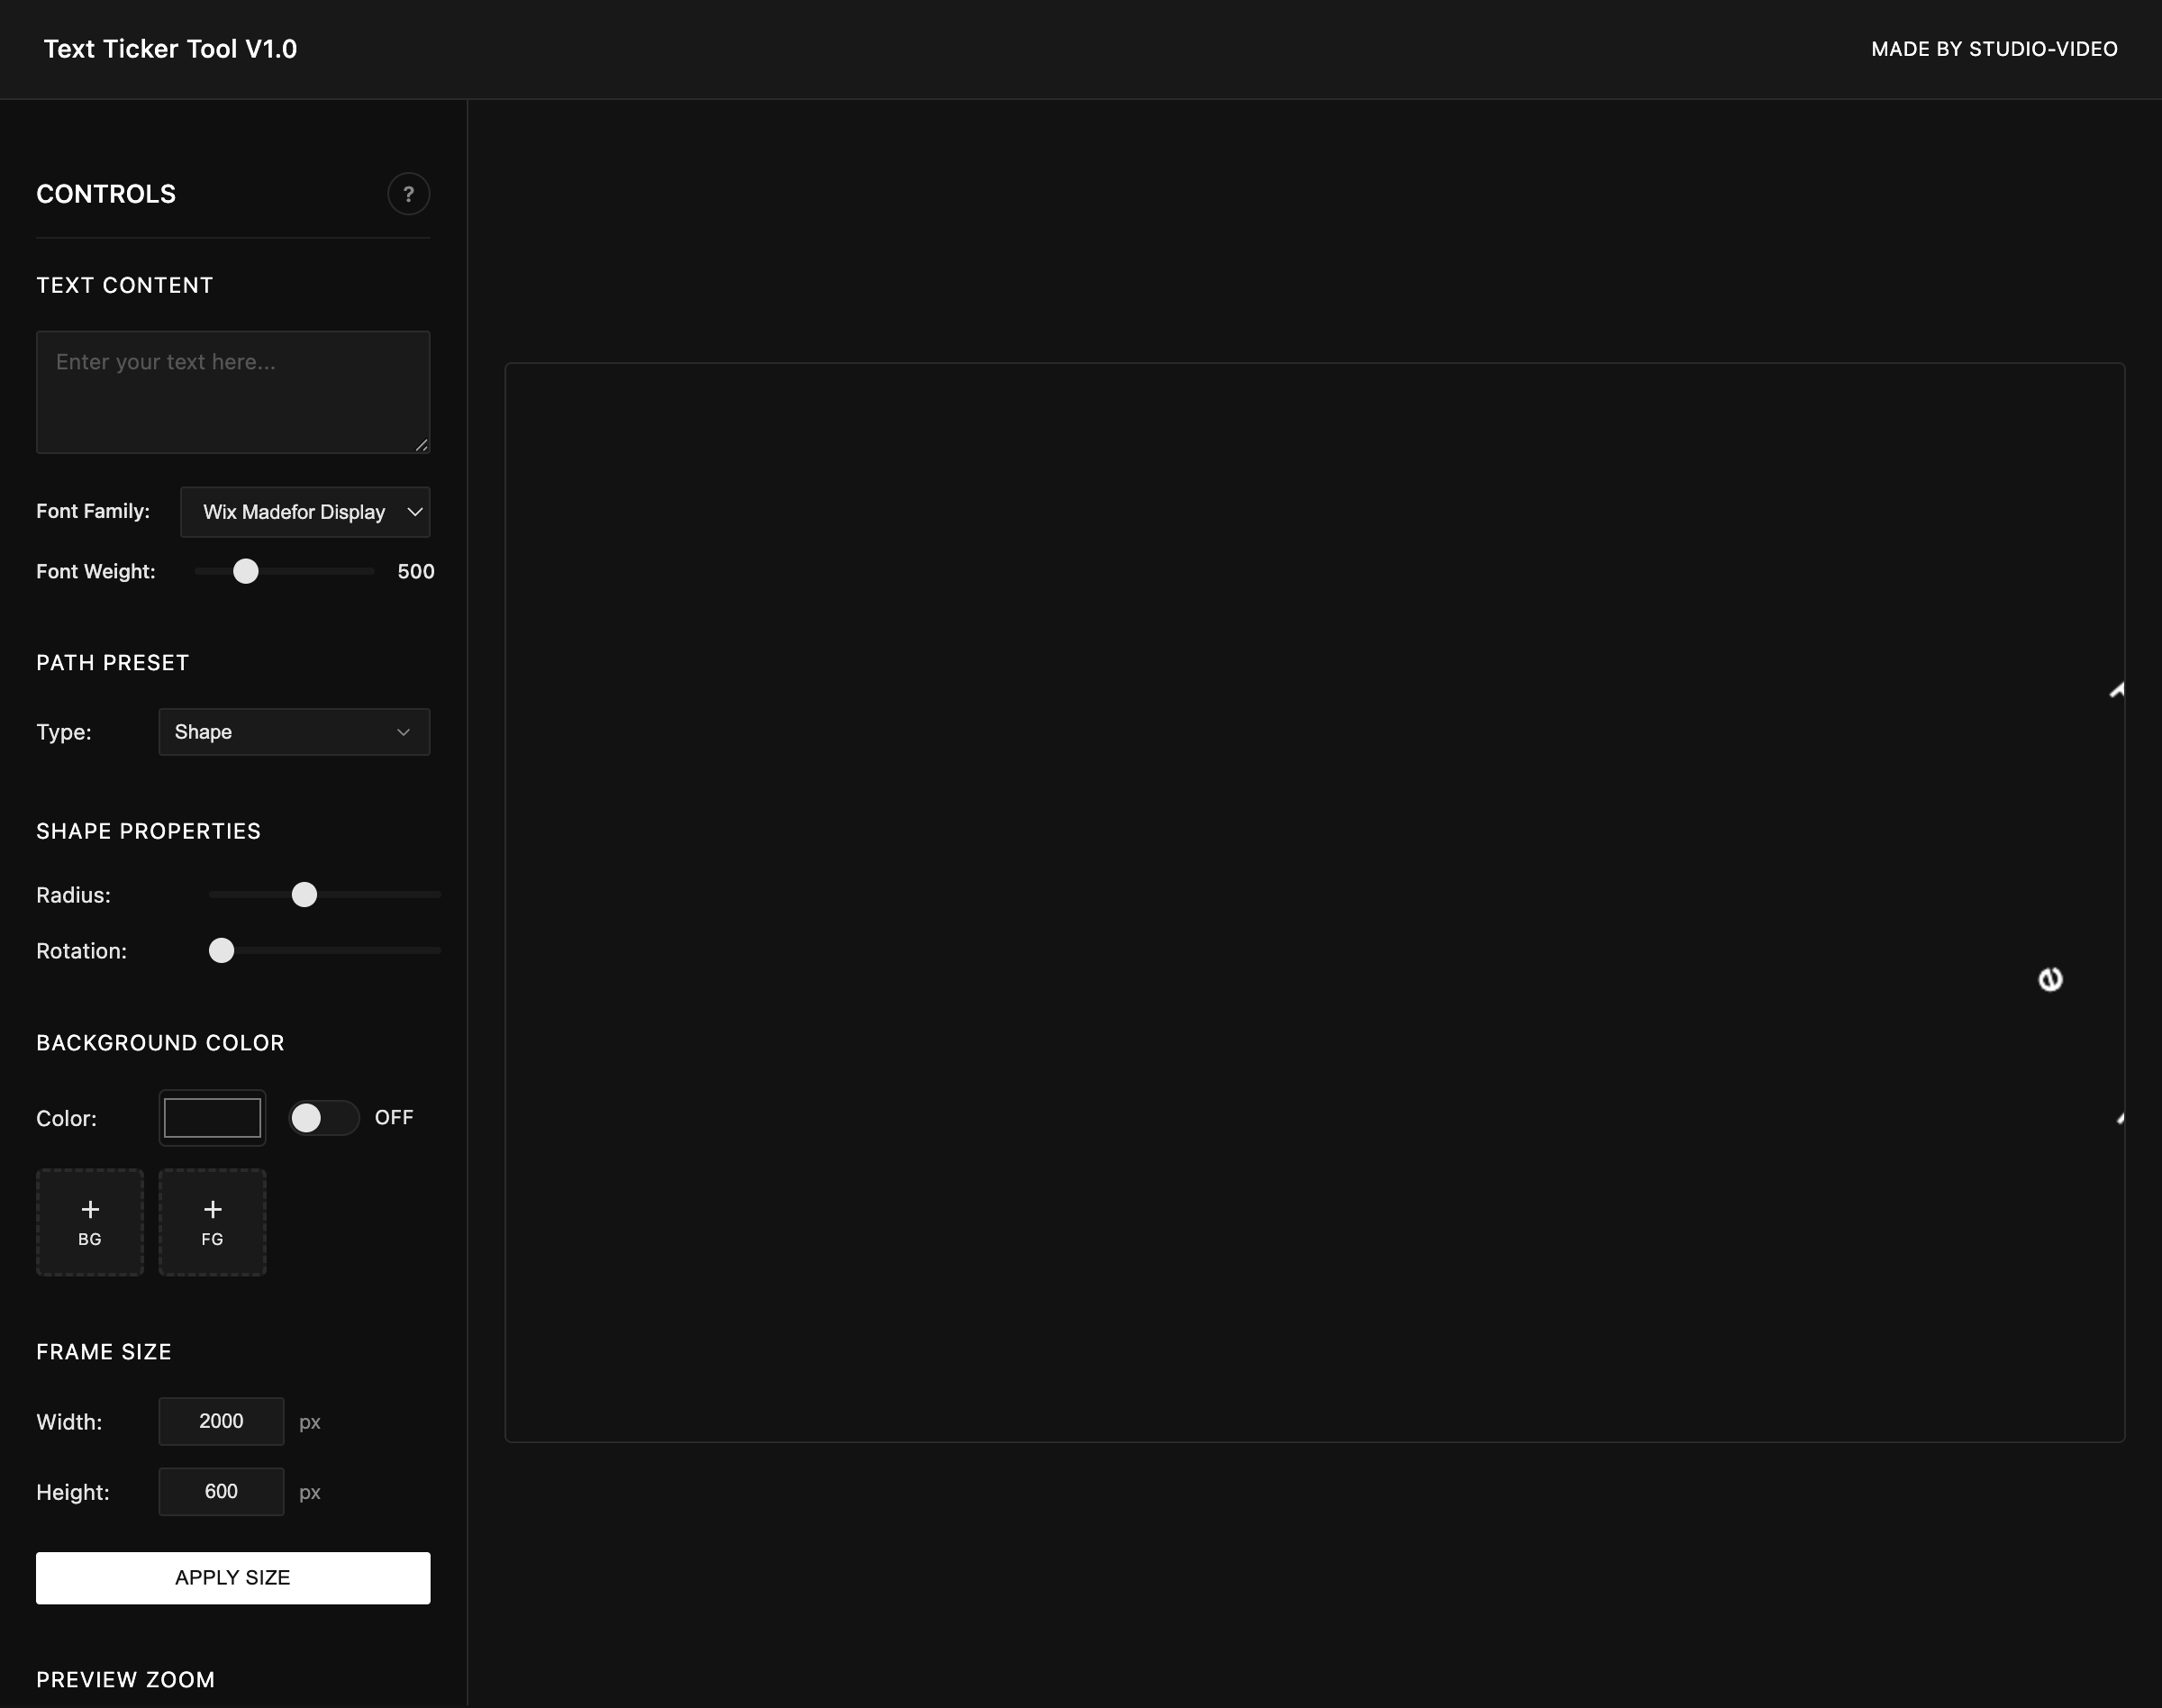 Text Ticker Tool V1.0
MADE BY STUDIO-VIDEO
CONTROLS
?
TEXT CONTENT
Enter your text here...
Font Family:
Wix Madefor Display
Font Weight:
500
PATH PRESET
Type:
Shape
SHAPE PROPERTIES
Radius:
Rotation:
BACKGROUND COLOR
Color:
OFF
+
BG
+
FG
FRAME SIZE
Width:
2000
px
Height:
600
px
APPLY SIZE
PREVIEW ZOOM
e